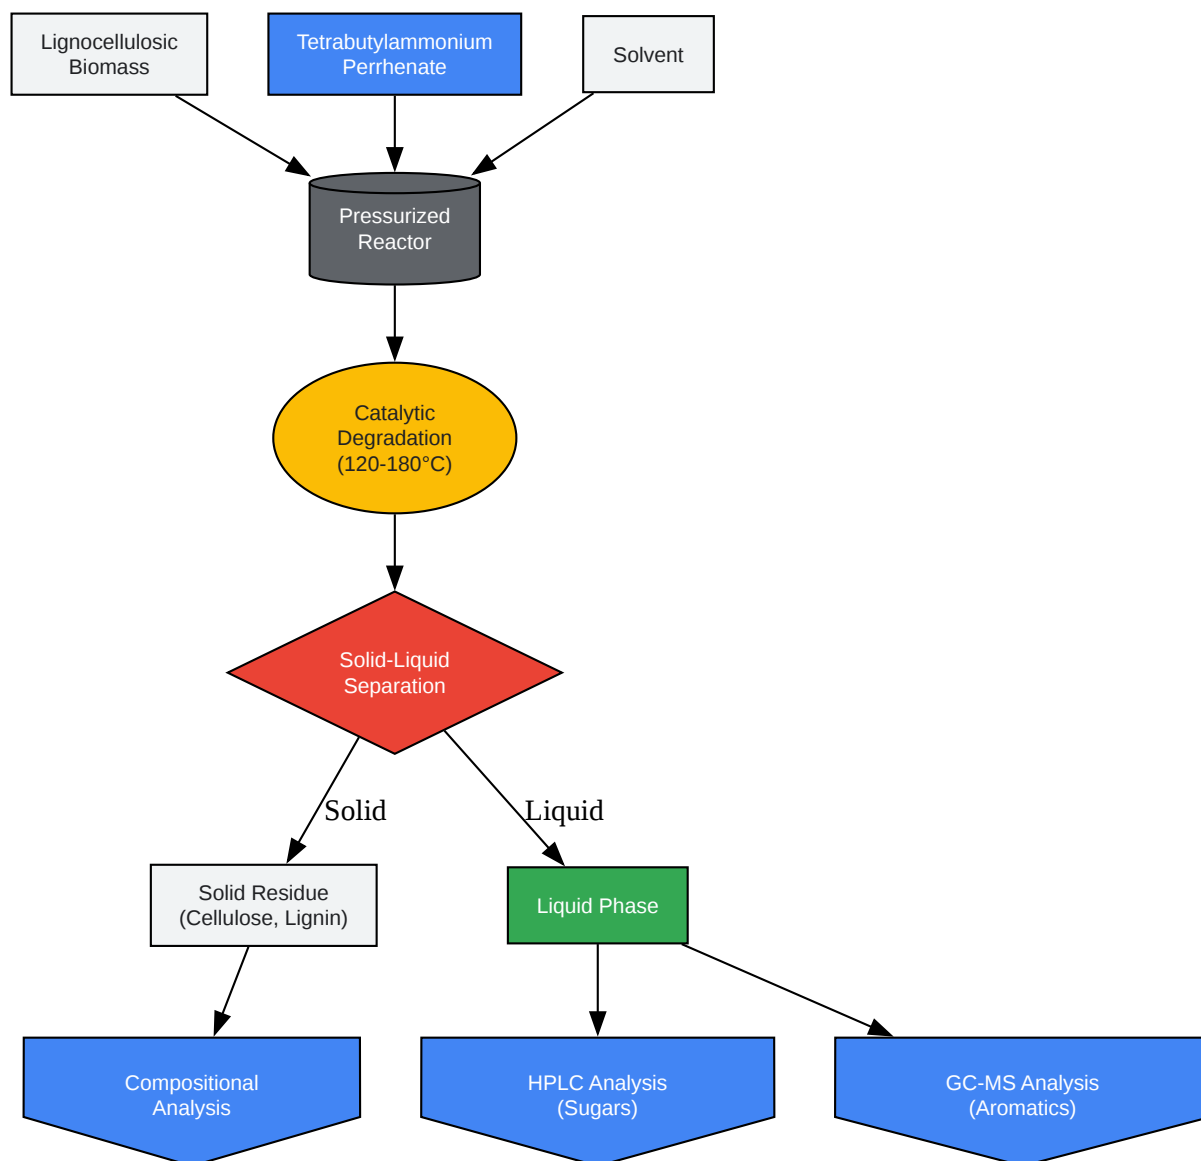 Lignocellulosic
Biomass
Tetrabutylammonium
Perrhenate
Solvent
Pressurized
Reactor
Catalytic
Degradation
(120-180°C)
Solid-Liquid
Separation
Solid
Liquid
Solid Residue
(Cellulose, Lignin)
Liquid Phase
Compositional
Analysis
HPLC Analysis
(Sugars)
GC-MS Analysis
(Aromatics)